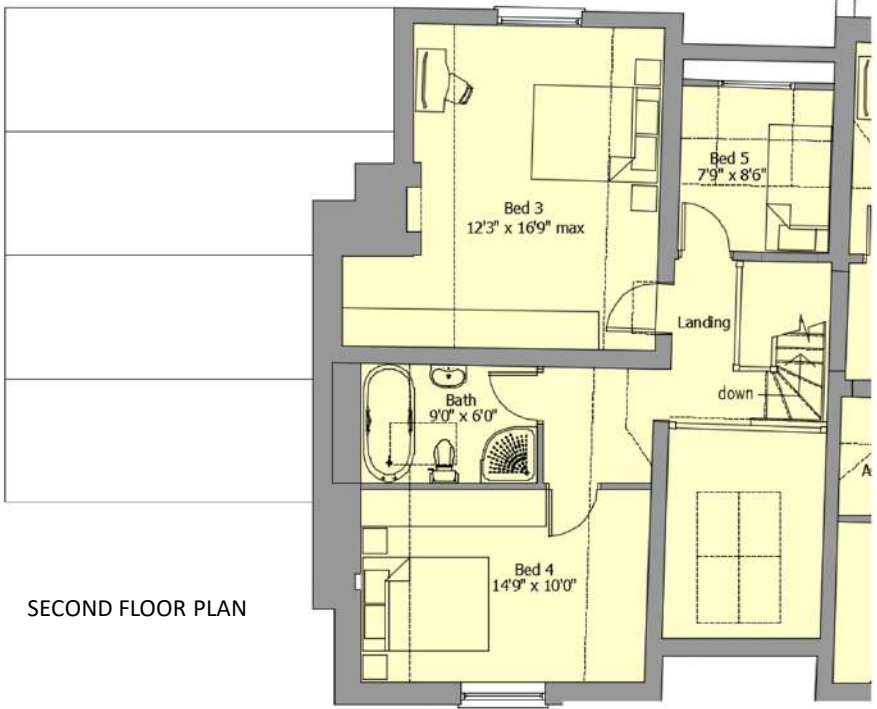 Bed 5
7'9" x 8'6"
Bed 3
12'3" x 16'9" max
Landing
down
Bath
9'0" x 6'0"
Bed 4
14'9" x 10'0"
SECOND FLOOR PLAN